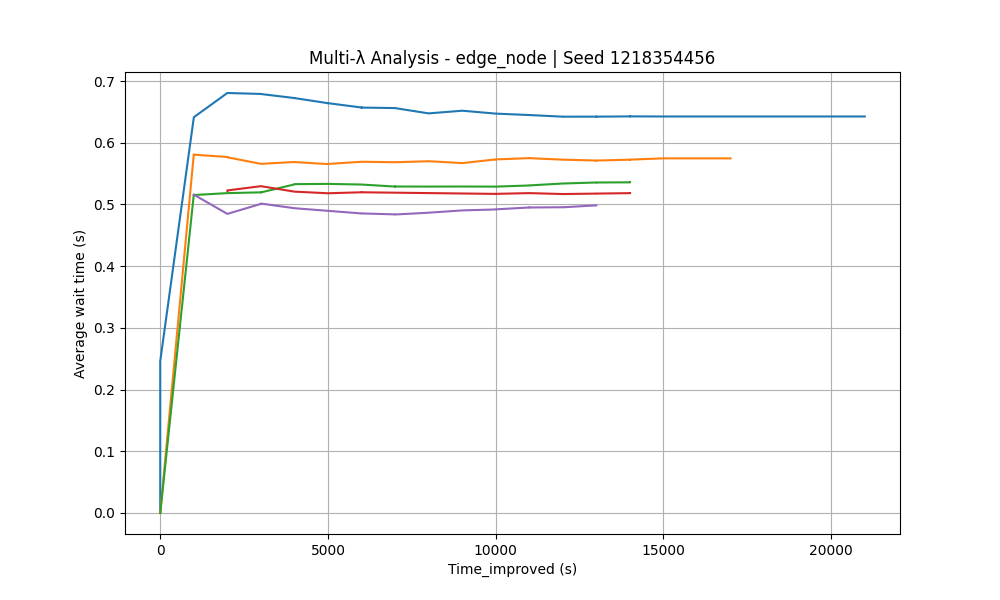 Multi-λ Analysis - edge_node | Seed 1218354456
Average wait time (s)
0.7
0.6
0.5
0.4
0.3
0.2
0.1
0.0
0 5000 10000 15000 20000
Time_improved (s)